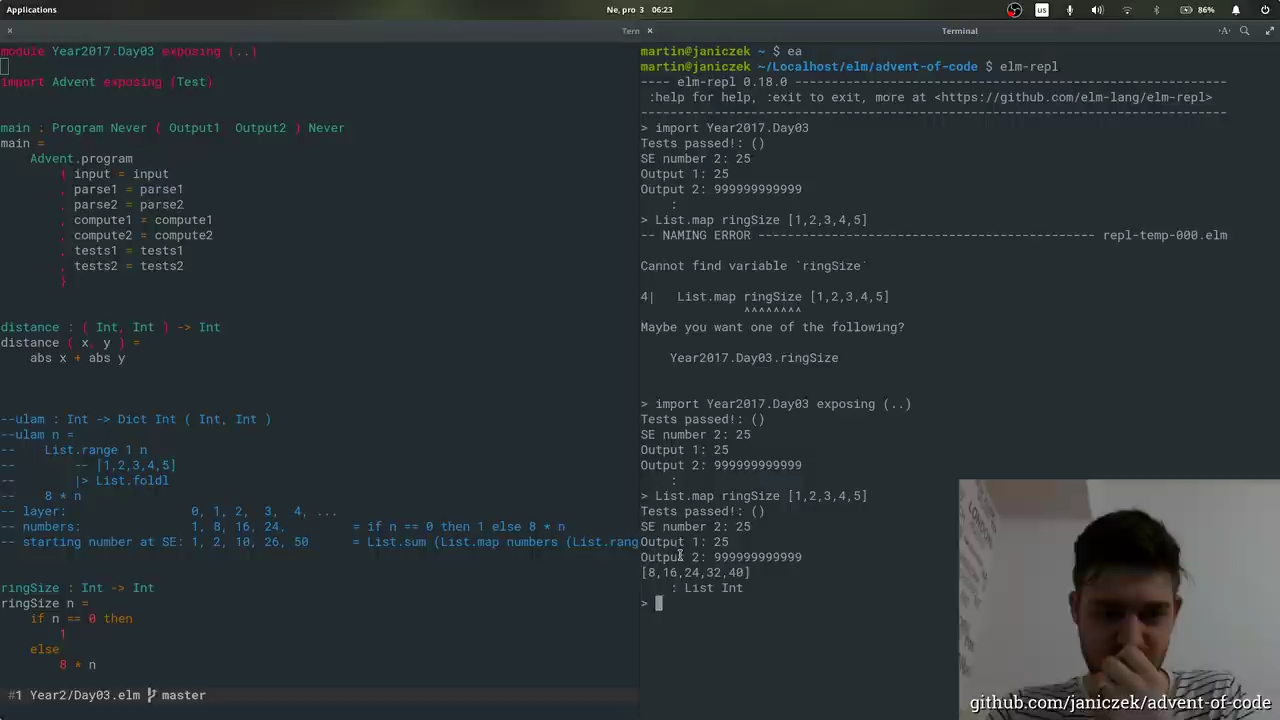 Applications
Ne, pro 3 06:23
us
86%
× Tern
× Terminal
module Year2017.Day03 exposing (..)
import Advent exposing (Test)
main : Program Never ( Output1 Output2 ) Never
main =
Advent.program
{ input = input
, parse1 = parse1
, parse2 = parse2
, compute1 = compute1
, compute2 = compute2
, tests1 = tests1
, tests2 = tests2
}
distance : ( Int, Int ) -> Int
distance ( x, y ) =
abs x + abs y
--ulam : Int -> Dict Int ( Int, Int )
--ulam n =
-- List.range 1 n
-- -- [1,2,3,4,5]
-- |> List.foldl
-- 8 * n
-- layer: 0, 1, 2, 3, 4, ...
-- numbers: 1, 8, 16, 24, = if n == 0 then 1 else 8 * n
-- starting number at SE: 1, 2, 10, 26, 50 = List.sum (List.map numbers (List.rang
ringSize : Int -> Int
ringSize n =
if n == 0 then
1
else
8 * n
#1 Year2/Day03.elm master
martin@janiczek ~ $ ea
martin@janiczek ~/Localhost/elm/advent-of-code $ elm-repl
---- elm-repl 0.18.0 -----------------------------------------------------------
:help for help, :exit to exit, more at <https://github.com/elm-lang/elm-repl>
--------------------------------------------------------------------------------
> import Year2017.Day03
Tests passed!: ()
SE number 2: 25
Output 1: 25
Output 2: 999999999999
:
> List.map ringSize [1,2,3,4,5]
-- NAMING ERROR ---------------------------------------------- repl-temp-000.elm
Cannot find variable `ringSize`
4| List.map ringSize [1,2,3,4,5]
^^^^^^^^
Maybe you want one of the following?
Year2017.Day03.ringSize
> import Year2017.Day03 exposing (..)
Tests passed!: ()
SE number 2: 25
Output 1: 25
Output 2: 999999999999
:
> List.map ringSize [1,2,3,4,5]
Tests passed!: ()
SE number 2: 25
Output 1: 25
Output 2: 999999999999
[8,16,24,32,40]
: List Int
>
github.com/janiczek/advent-of-code